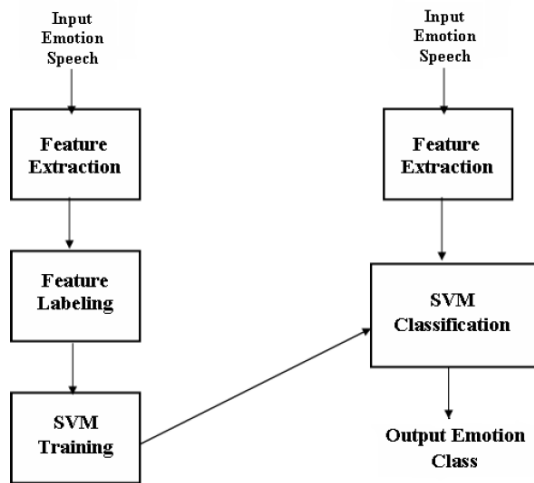 Input
Emotion
Speech
Feature
Extraction
Feature
Labeling
SVM
Training
Input
Emotion
Speech
Feature
Extraction
SVM
Classification
Output Emotion
Class